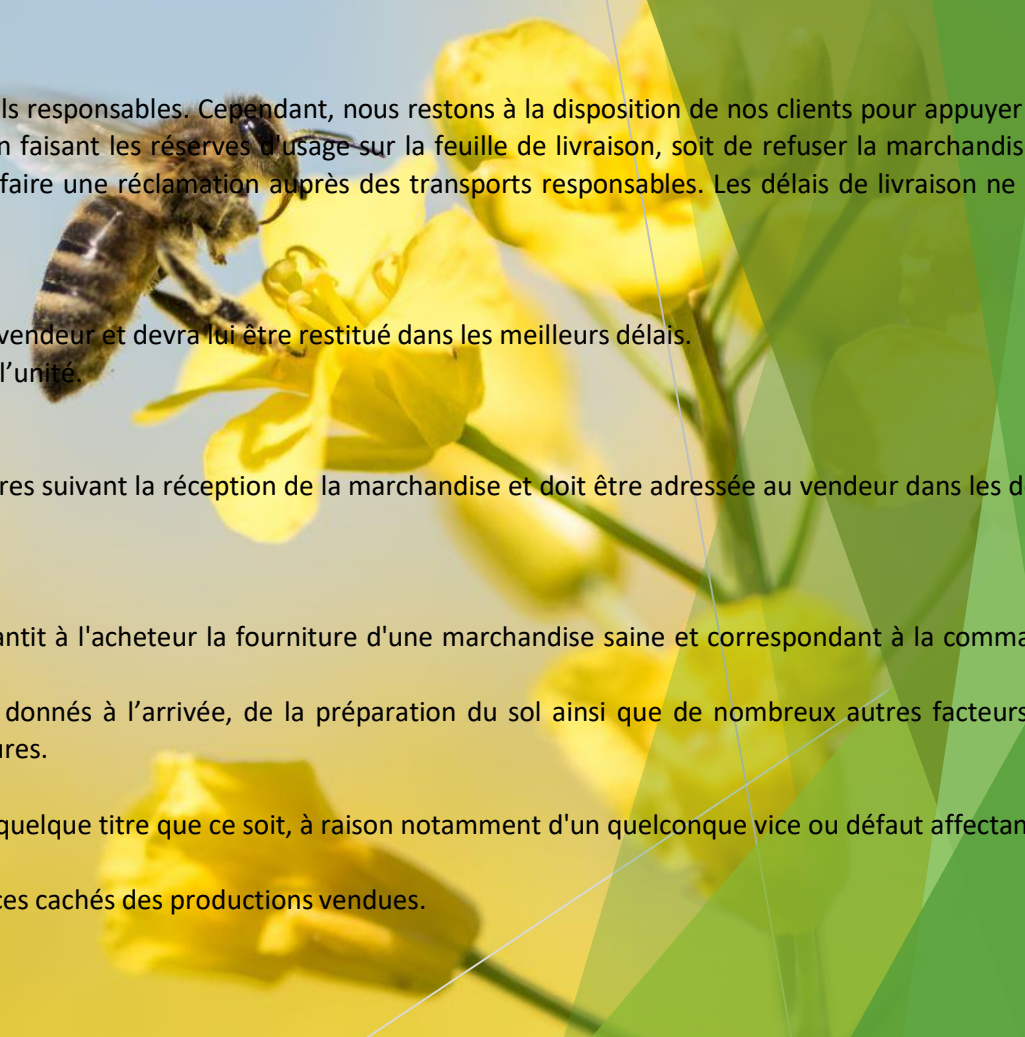 ls responsables. Cependant, nous restons à la disposition de nos clients pour appuyer
n faisant les réserves d'usage sur la feuille de livraison, soit de refuser la marchandis
faire une réclamation auprès des transports responsables. Les délais de livraison ne
vendeur et devra lui être restitué dans les meilleurs délais.
l’unité.
res suivant la réception de la marchandise et doit être adressée au vendeur dans les d
antit à l'acheteur la fourniture d'une marchandise saine et correspondant à la comma
donnés à l’arrivée, de la préparation du sol ainsi que de nombreux autres facteurs
ures.
quelque titre que ce soit, à raison notamment d'un quelconque vice ou défaut affectan
ces cachés des productions vendues.